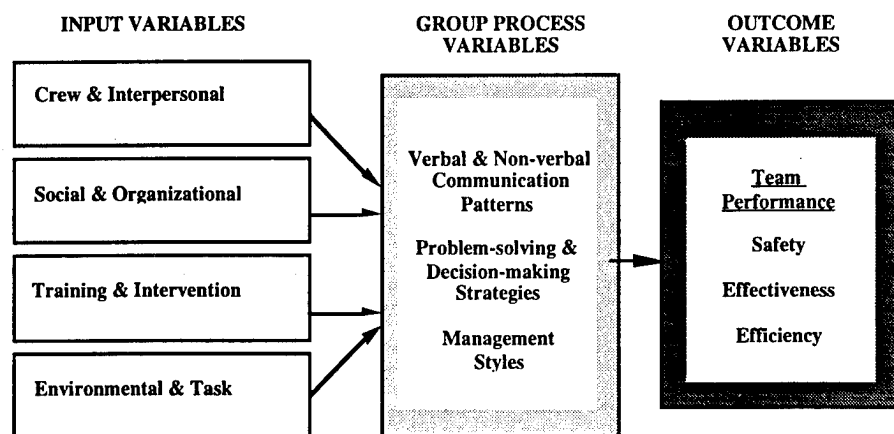 INPUT VARIABLES
Crew & Interpersonal
Social & Organizational
Training & Intervention
Environmental & Task
GROUP PROCESS
VARIABLES
Verbal & Non-verbal
Communication
Patterns
Problem-solving &
Decision-making
Strategies
Management
Styles
OUTCOME
VARIABLES
Team
Performance
Safety
Effectiveness
Efficiency